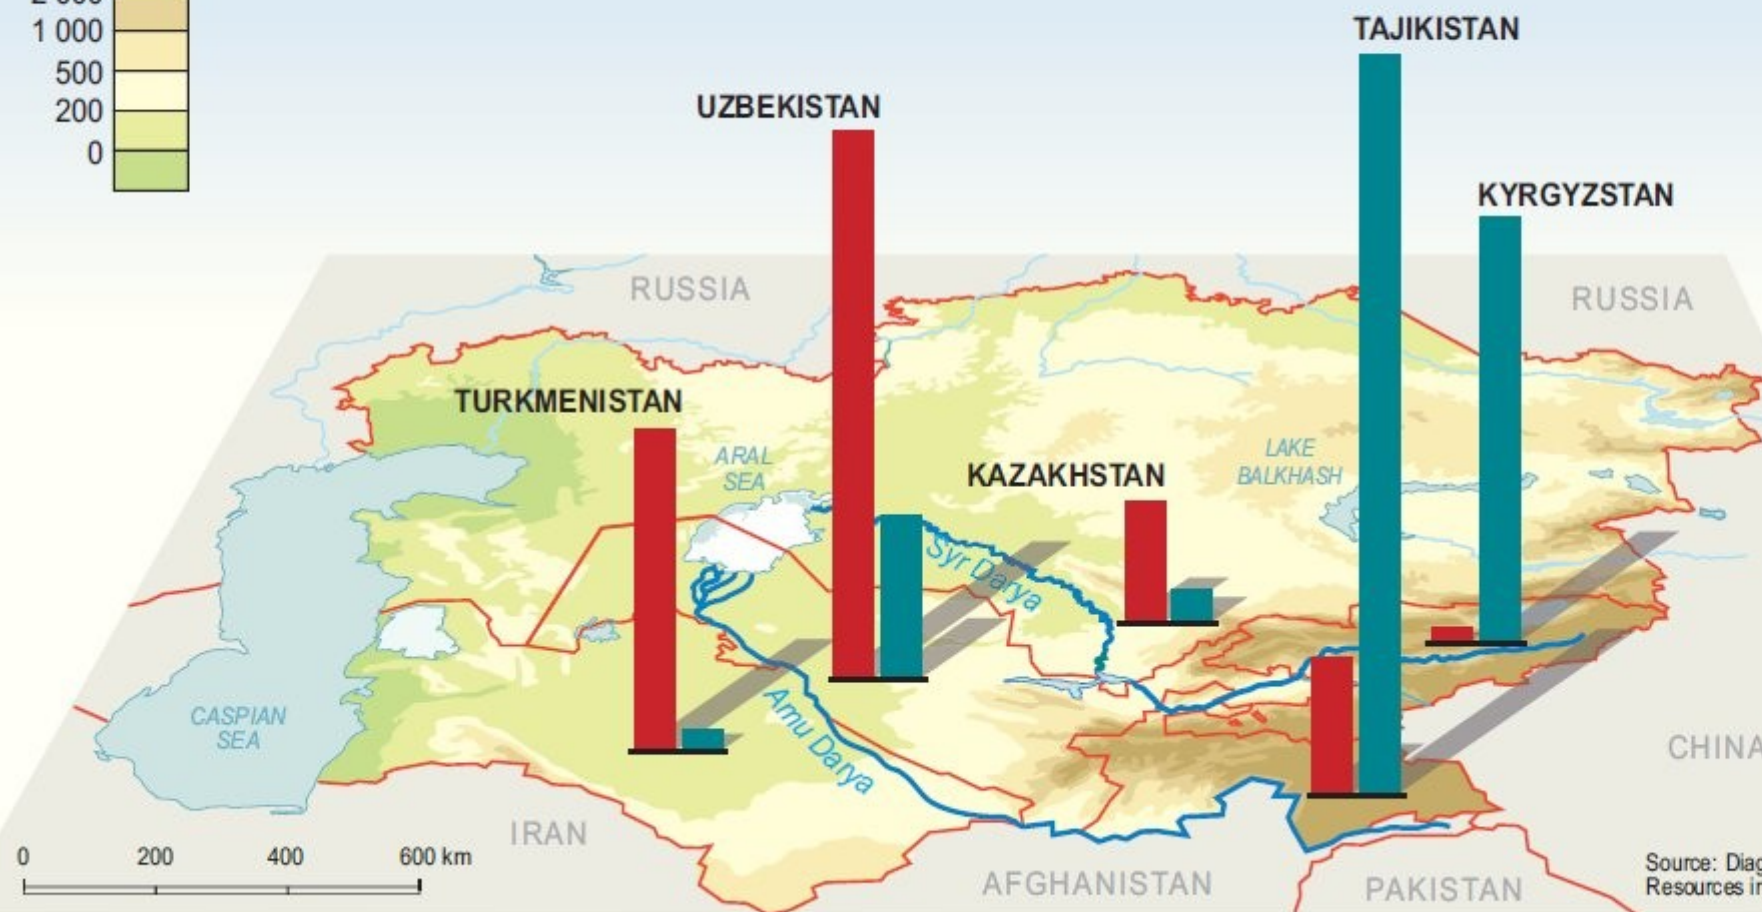 1 000
500
200
0
TAJIKISTAN
UZBEKISTAN
KYRGYZSTAN
RUSSIA
RUSSIA
TURKMENISTAN
ARAL
SEA
KAZAKHSTAN
LAKE
BALKHASH
Syr Darya
CASPIAN
SEA
Amu Darya
CHINA
IRAN
0 200 400 600 km
AFGHANISTAN
PAKISTAN
Source:
Resources in